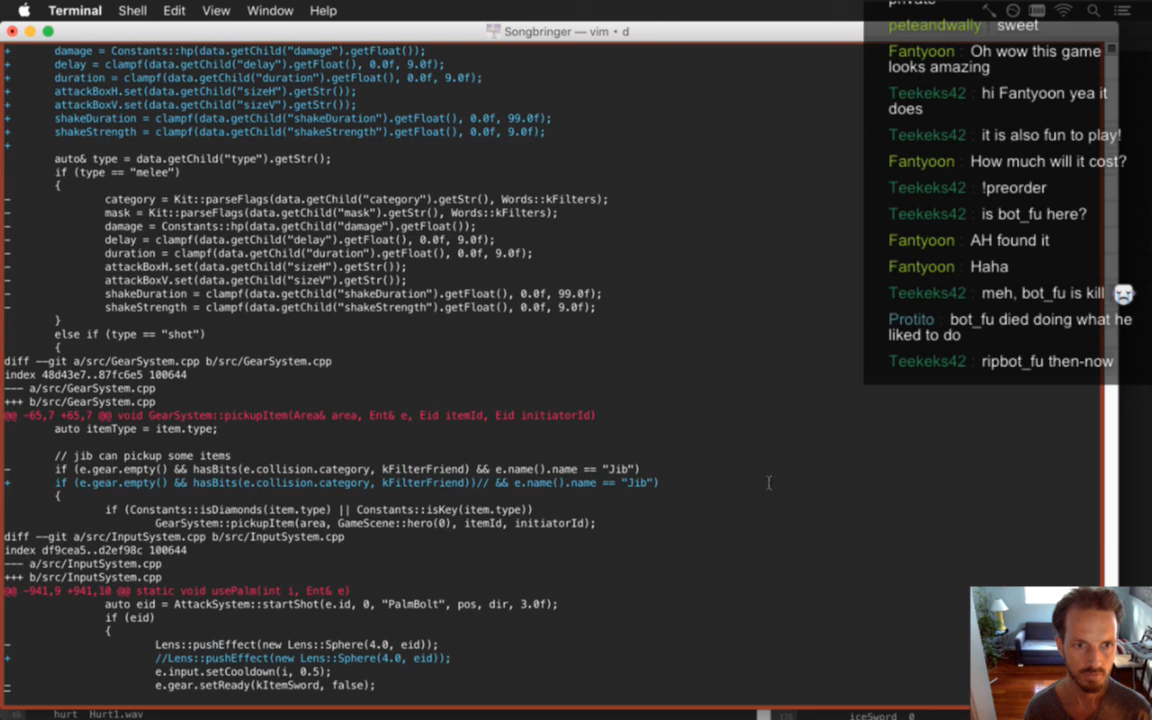 Terminal Shell Edit View Window Help
Songbringer — vim • d
+ damage = Constants::hp(data.getChild("damage").getFloat());
+ delay = clampf(data.getChild("delay").getFloat(), 0.0f, 9.0f);
+ duration = clampf(data.getChild("duration").getFloat(), 0.0f, 9.0f);
+ attackBoxH.set(data.getChild("sizeH").getStr());
+ attackBoxV.set(data.getChild("sizeV").getStr());
+ shakeDuration = clampf(data.getChild("shakeDuration").getFloat(), 0.0f, 99.0f);
+ shakeStrength = clampf(data.getChild("shakeStrength").getFloat(), 0.0f, 9.0f);
+
auto& type = data.getChild("type").getStr();
if (type == "melee")
{
- category = Kit::parseFlags(data.getChild("category").getStr(), Words::kFilters);
- mask = Kit::parseFlags(data.getChild("mask").getStr(), Words::kFilters);
- damage = Constants::hp(data.getChild("damage").getFloat());
- delay = clampf(data.getChild("delay").getFloat(), 0.0f, 9.0f);
- duration = clampf(data.getChild("duration").getFloat(), 0.0f, 9.0f);
- attackBoxH.set(data.getChild("sizeH").getStr());
- attackBoxV.set(data.getChild("sizeV").getStr());
- shakeDuration = clampf(data.getChild("shakeDuration").getFloat(), 0.0f, 99.0f);
- shakeStrength = clampf(data.getChild("shakeStrength").getFloat(), 0.0f, 9.0f);
}
else if (type == "shot")
{
diff --git a/src/GearSystem.cpp b/src/GearSystem.cpp
index 48d43e7..87fc6e5 100644
--- a/src/GearSystem.cpp
+++ b/src/GearSystem.cpp
@@ -65,7 +65,7 @@ void GearSystem::pickupItem(Area& area, Ent& e, Eid itemId, Eid initiatorId)
auto itemType = item.type;
// jib can pickup some items
- if (e.gear.empty() && hasBits(e.collision.category, kFilterFriend) && e.name().name == "Jib")
+ if (e.gear.empty() && hasBits(e.collision.category, kFilterFriend))// && e.name().name == "Jib")
{
if (Constants::isDiamonds(item.type) || Constants::isKey(item.type))
GearSystem::pickupItem(area, GameScene::hero(0), itemId, initiatorId);
diff --git a/src/InputSystem.cpp b/src/InputSystem.cpp
index df9cea5..d2ef98c 100644
--- a/src/InputSystem.cpp
+++ b/src/InputSystem.cpp
@@ -941,9 +941,10 @@ static void usePalm(int i, Ent& e)
auto eid = AttackSystem::startShot(e.id, 0, "PalmBolt", pos, dir, 3.0f);
if (eid)
{
- Lens::pushEffect(new Lens::Sphere(4.0, eid));
+ //Lens::pushEffect(new Lens::Sphere(4.0, eid));
e.input.setCooldown(i, 0.5);
- e.gear.setReady(kItemSword, false);
hurt Hurt1.wav
iceSword 0
private
peteandwally sweet
Fantyoon : Oh wow this game
looks amazing
Teekeks42 : hi Fantyoon yea it
does
Teekeks42 : it is also fun to play!
Fantyoon : How much will it cost?
Teekeks42 : !preorder
Teekeks42 : is bot_fu here?
Fantyoon : AH found it
Fantyoon : Haha
Teekeks42 : meh, bot_fu is kill
Protito : bot_fu died doing what he
liked to do
Teekeks42 : ripbot_fu then-now